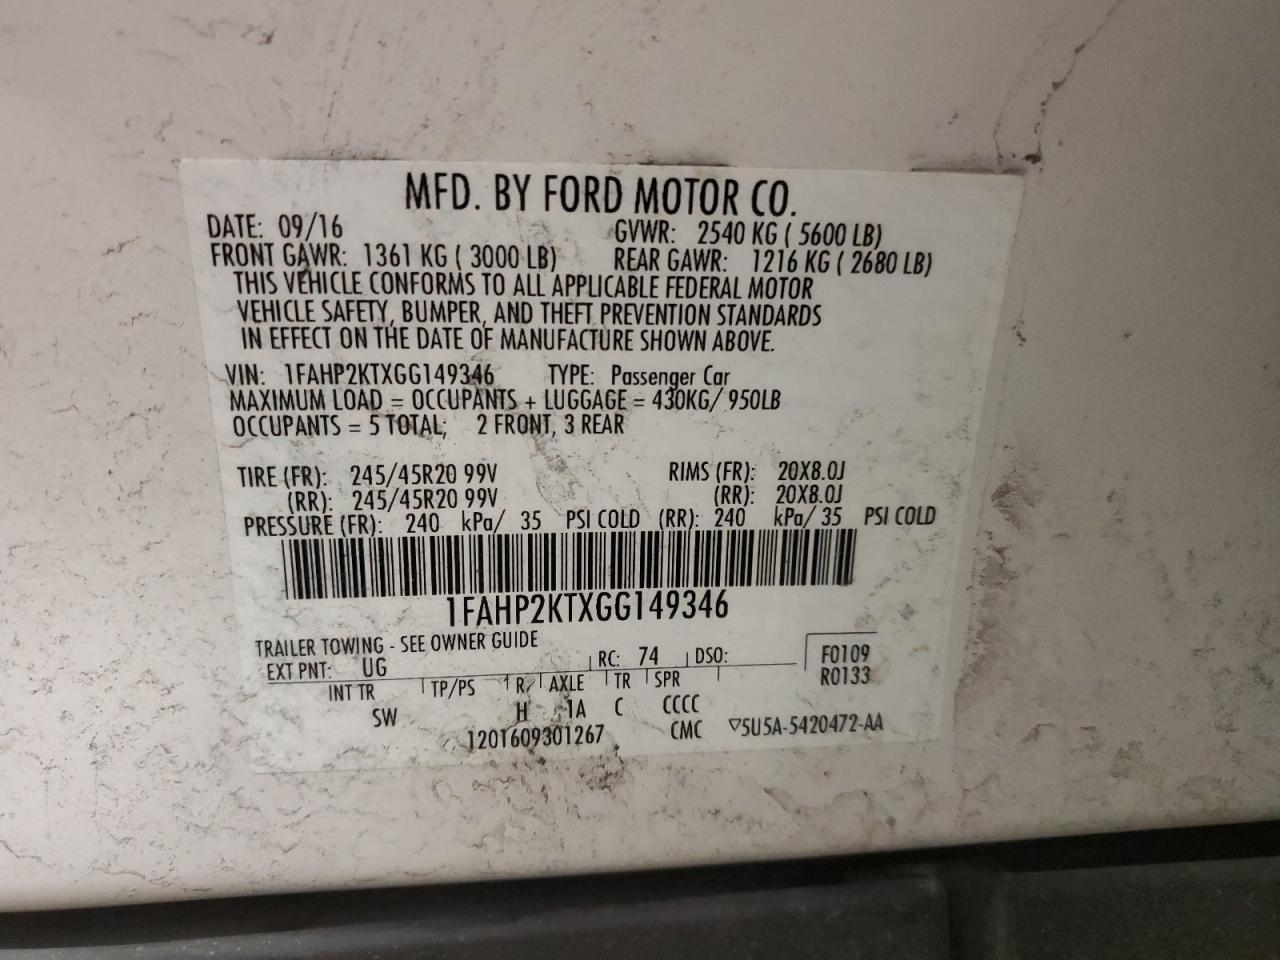 MFD. BY FORD MOTOR CO.
DATE: 09/16 GVWR: 2540 KG ( 5600 LB)
FRONT GAWR: 1361 KG ( 3000 LB) REAR GAWR: 1216 KG ( 2680 LB)
THIS VEHICLE CONFORMS TO ALL APPLICABLE FEDERAL MOTOR
VEHICLE SAFETY, BUMPER, AND THEFT PREVENTION STANDARDS
IN EFFECT ON THE DATE OF MANUFACTURE SHOWN ABOVE.
VIN: 1FAHP2KTXGG149346 TYPE: Passenger Car
MAXIMUM LOAD = OCCUPANTS + LUGGAGE = 430KG/ 950LB
OCCUPANTS = 5 TOTAL; 2 FRONT, 3 REAR
TIRE (FR): 245/45R20 99V RIMS (FR): 20X8.0J
(RR): 245/45R20 99V (RR): 20X8.0J
PRESSURE (FR): 240 kPa/ 35 PSI COLD (RR): 240 kPa/ 35 PSI COLD
1FAHP2KTXGG149346
TRAILER TOWING - SEE OWNER GUIDE
EXT PNT: UG RC: 74 DSO: F0109
R0133
INT TR TP/PS R AXLE TR SPR
SW H 1A C CCCC
1201609301267 CMC ▽5U5A-5420472-AA